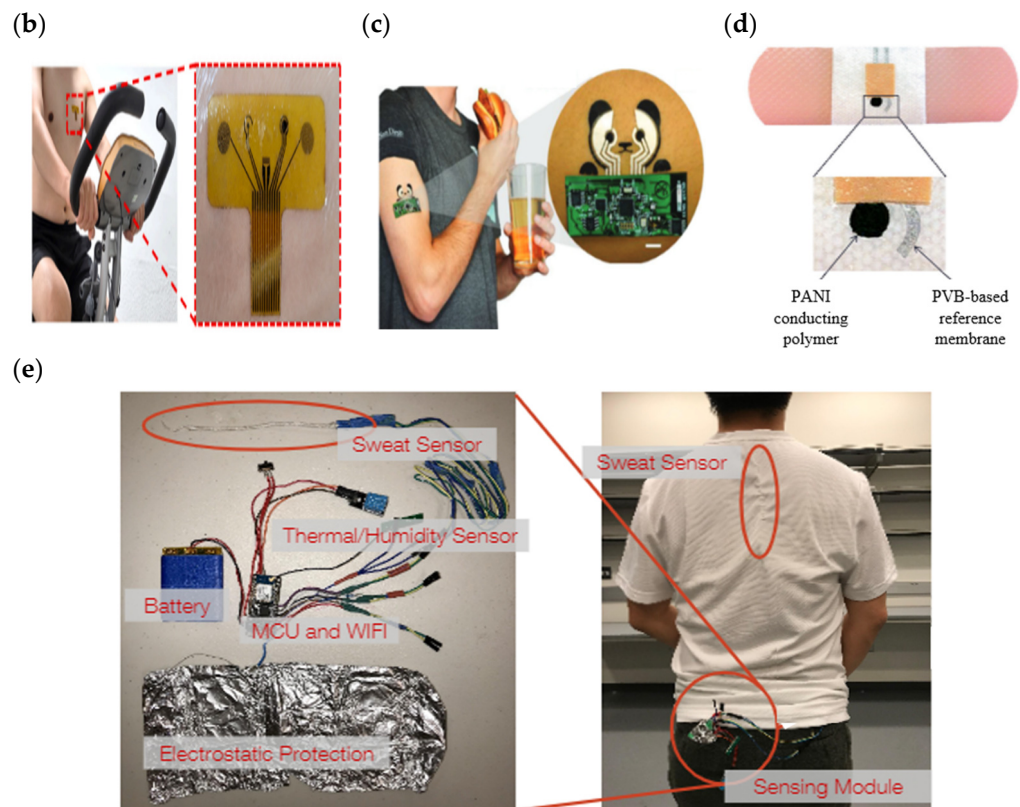 (b)
(c)
(d)
PANI
conducting
polymer
PVB-based
reference
membrane
(e)
Sweat Sensor
Thermal/Humidity Sensor
Battery
MCU and WIFI
Electrostatic Protection
Sweat Sensor
Sensing Module